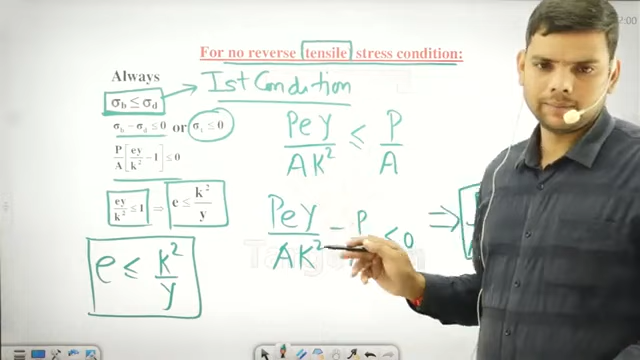 For no reverse tensile stress condition:
Always
σb ≤ σd → Ist Condition
σb − σd ≤ 0 or σt ≤ 0
P/A [ey/k² − 1] ≤ 0
Pey/Ak² ≤ P/A
ey/k² ≤ 1 ⇒ e ≤ k²/y
Pey/Ak² − P ≤ 0 ⇒
e ≤ k²/y